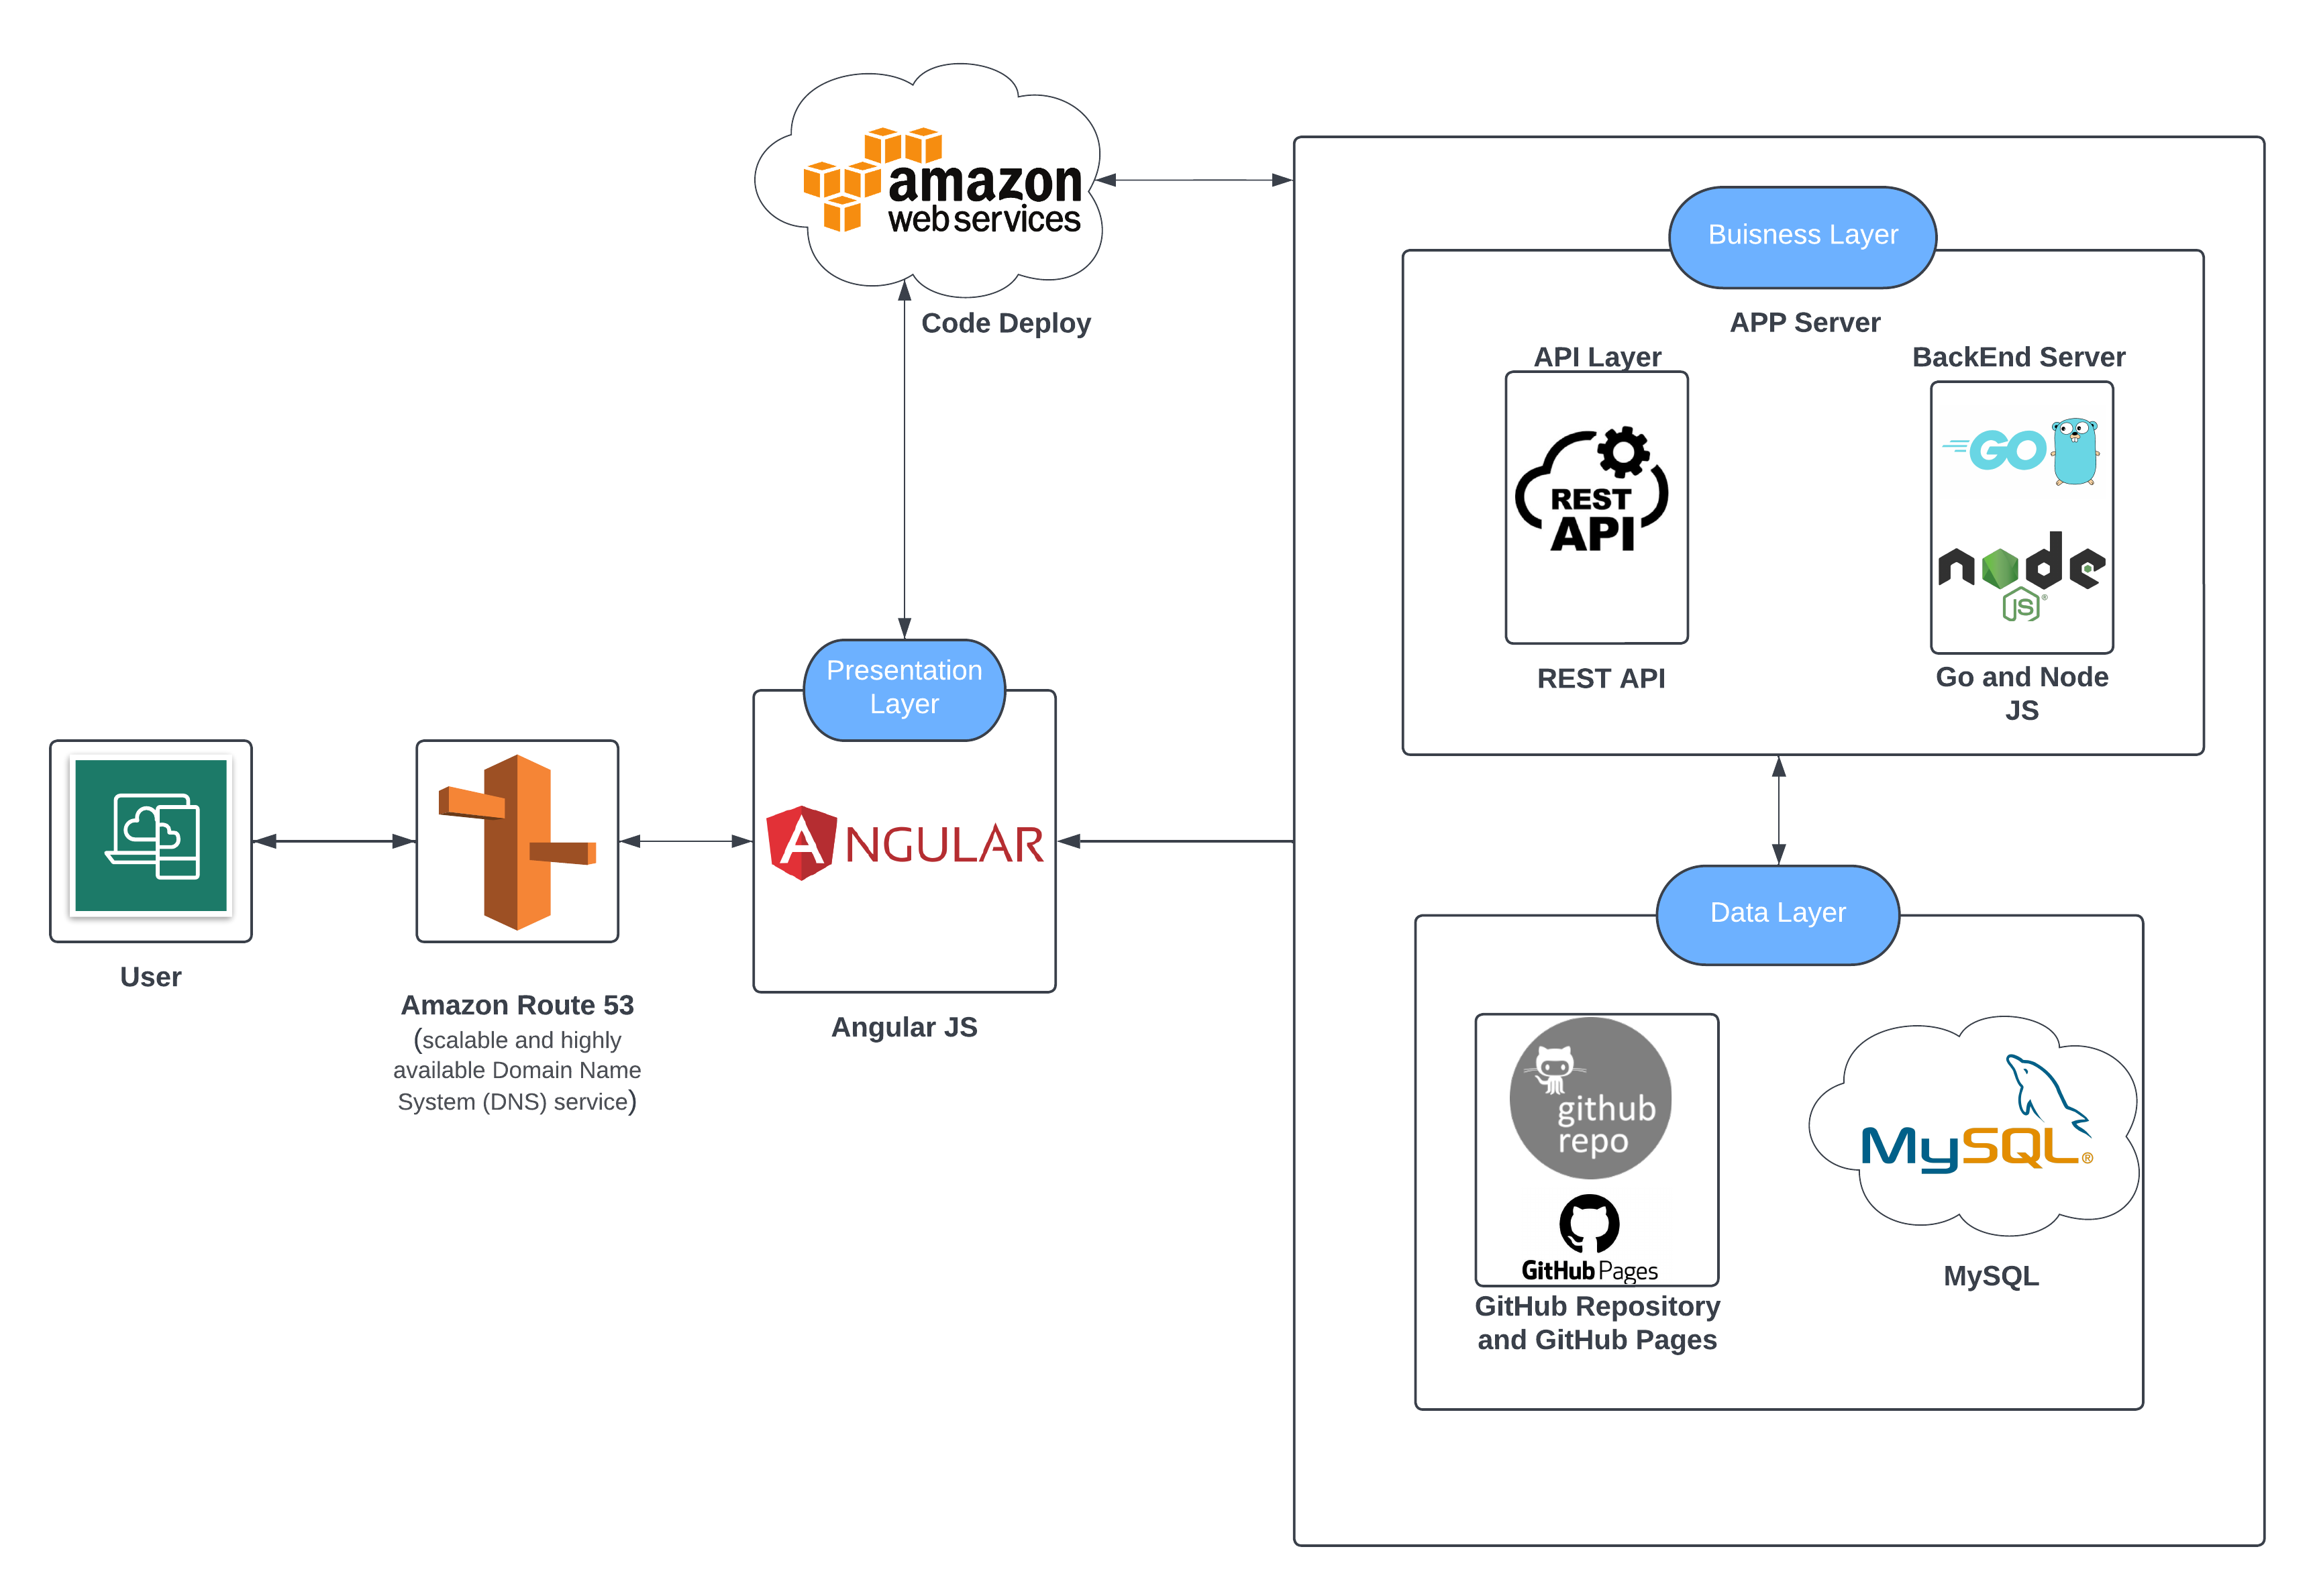 amazon
web services
Code Deploy
Buisness Layer
APP Server
API Layer
BackEnd Server
REST
API
GO
node
JS
®
REST API
Go and Node
JS
Presentation
Layer
NGULAR
A
Angular JS
User
Amazon Route 53
(scalable and highly
available Domain Name
System (DNS) service)
Data Layer
github
repo
GitHub Pages
GitHub Repository
and GitHub Pages
MySQL®
MySQL